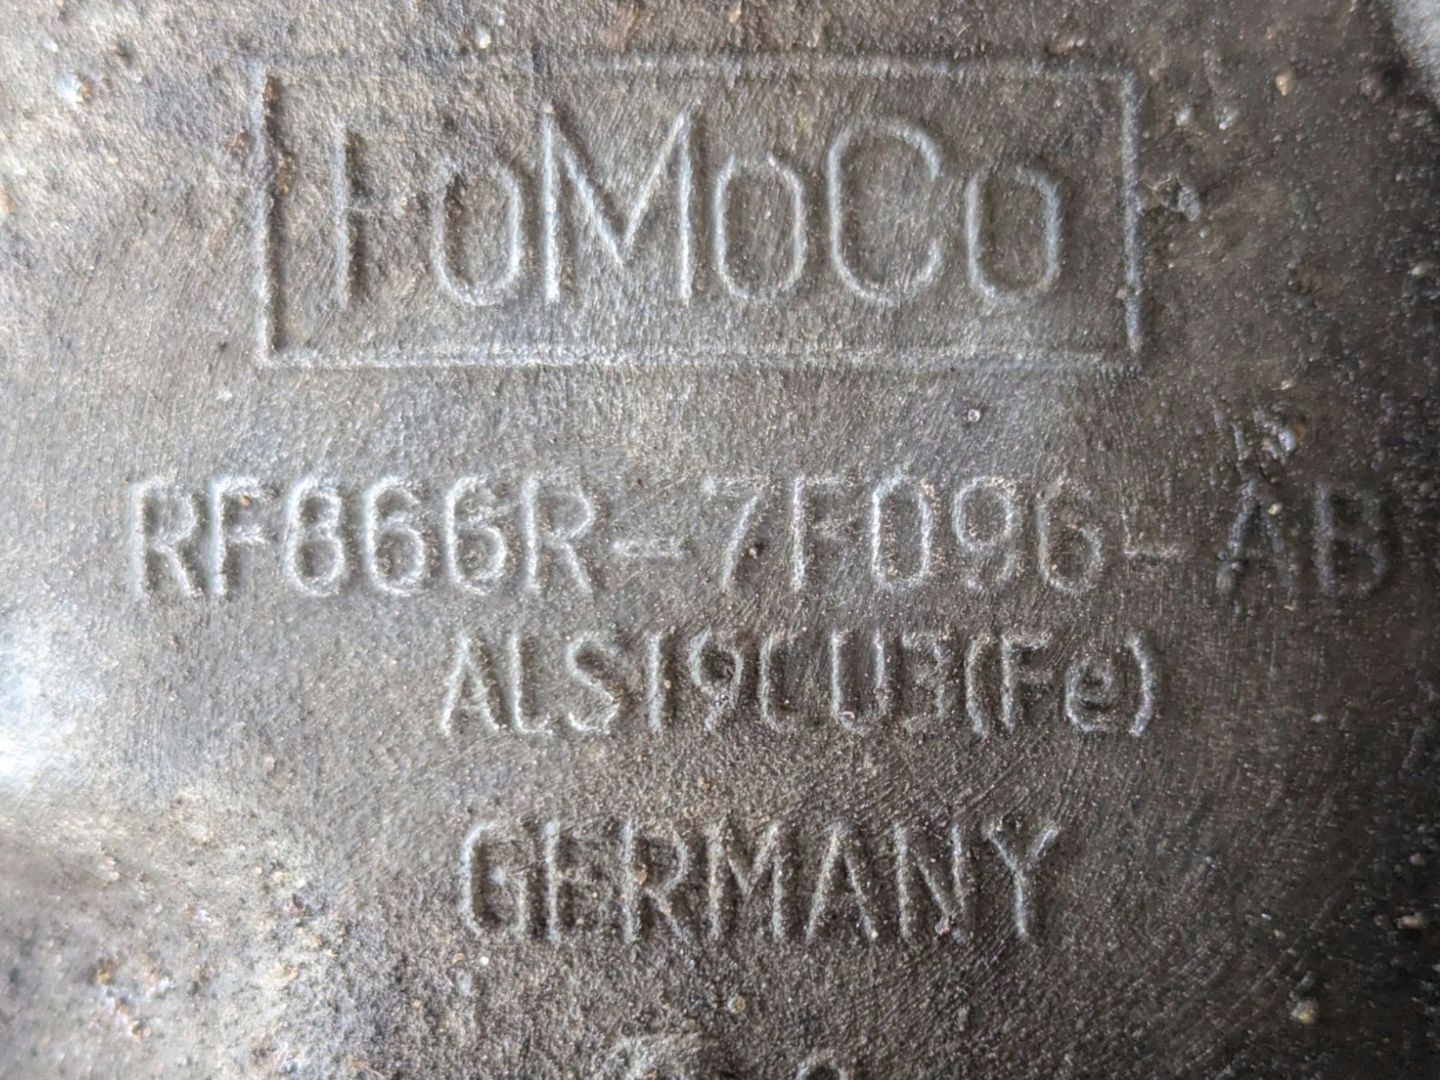 FoMoCo
RF866R-7F096-AB
ALSI9CU3(Fe)
GERMANY